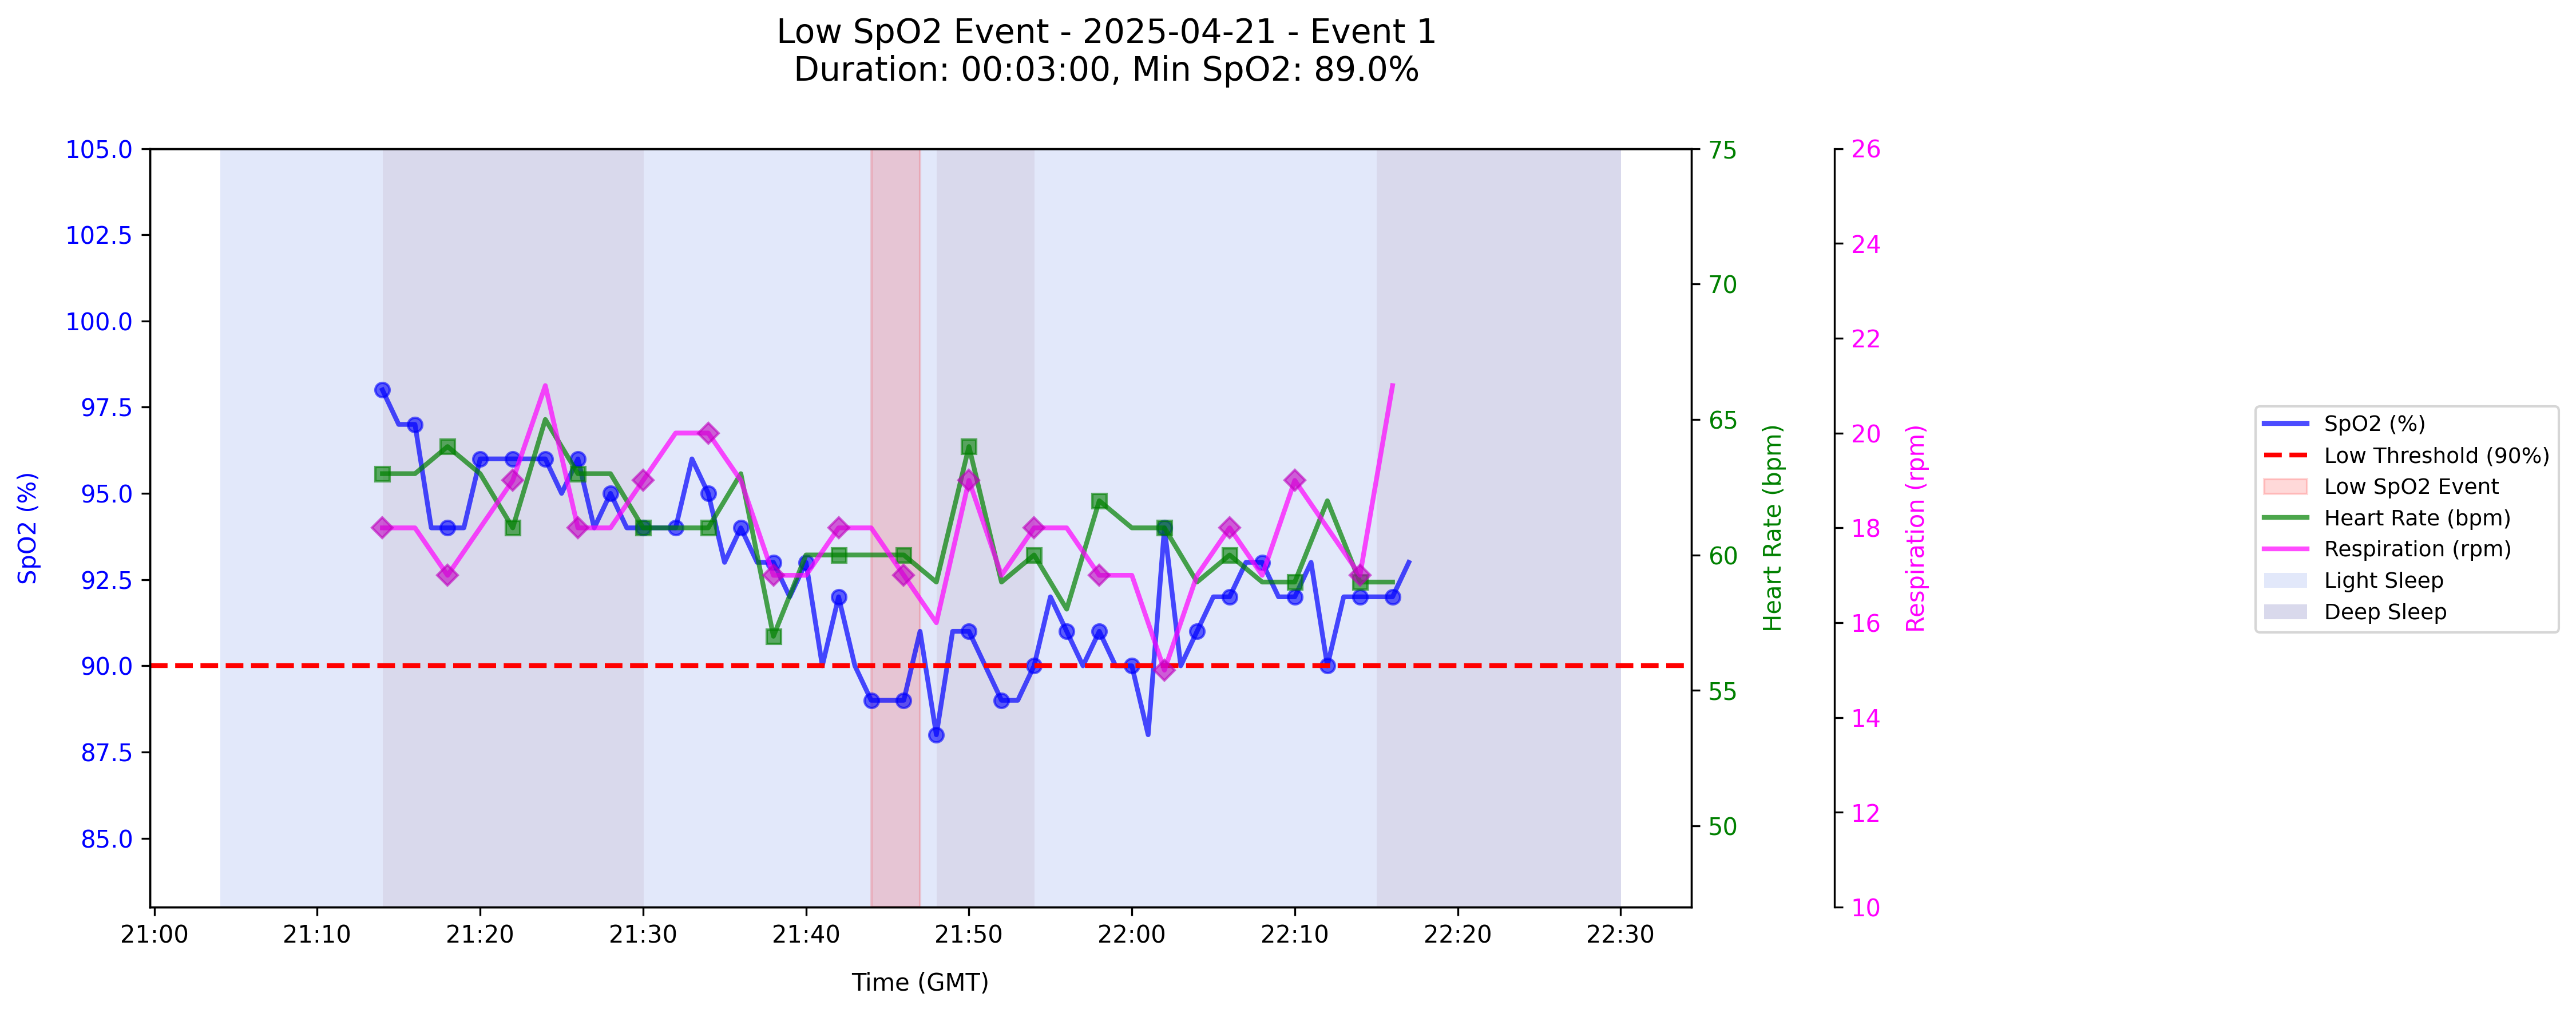 Low SpO2 Event - 2025-04-21 - Event 1
Duration: 00:03:00, Min SpO2: 89.0%
SpO2 (%)
105.0
102.5
100.0
97.5
95.0
92.5
90.0
87.5
85.0
21:00
21:10
21:20
21:30
21:40
21:50
22:00
22:10
22:20
22:30
Time (GMT)
75
70
65
60
55
50
Heart Rate (bpm)
26
24
22
20
18
16
14
12
10
Respiration (rpm)
SpO2 (%)
Low Threshold (90%)
Low SpO2 Event
Heart Rate (bpm)
Respiration (rpm)
Light Sleep
Deep Sleep